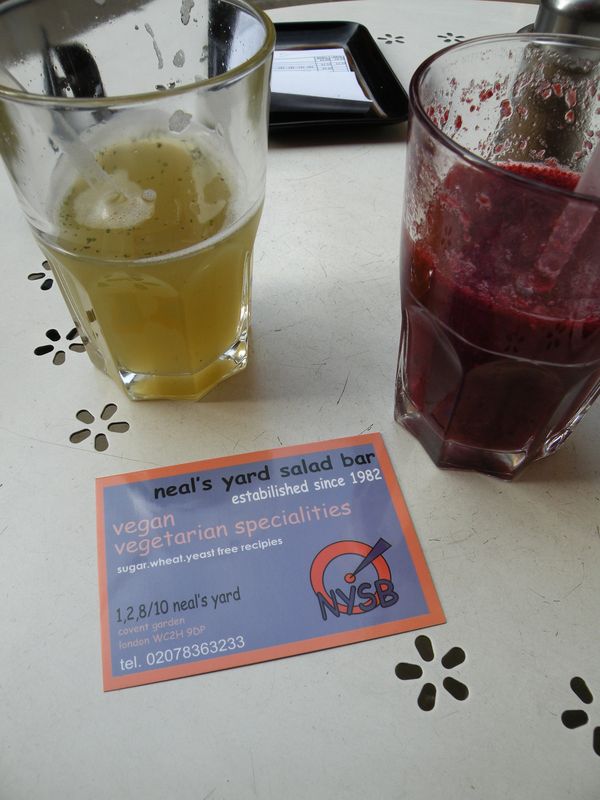 neal's yard salad bar
estabilished since 1982
vegan
vegetarian specialities
sugar.wheat.yeast free recipies
NYSB
1,2,8/10 neal's yard
covent garden
london WC2H 9DP
tel. 02078363233